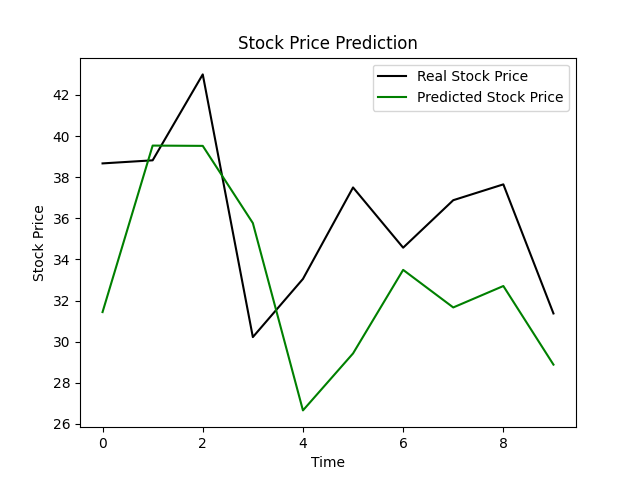 Stock Price Prediction
Real Stock Price
Predicted Stock Price
Stock Price
42
40
38
36
34
32
30
28
26
0 2 4 6 8
Time